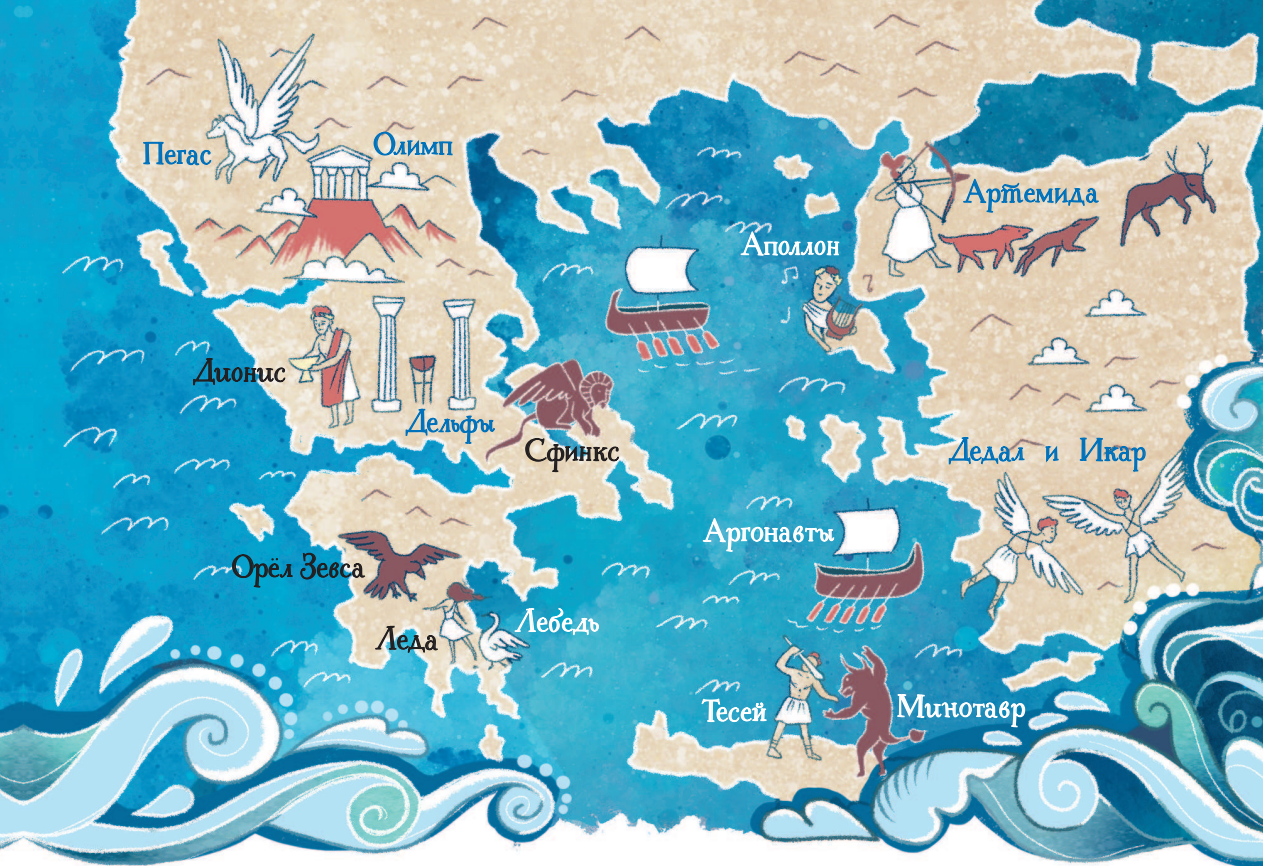 Пегас
Олимп
Артемида
Аполлон
Дионис
Дельфы
Сфинкс
Дедал и Икар
Аргонавты
Орёл Зевса
Лебедь
Леда
Тесей
Минотавр